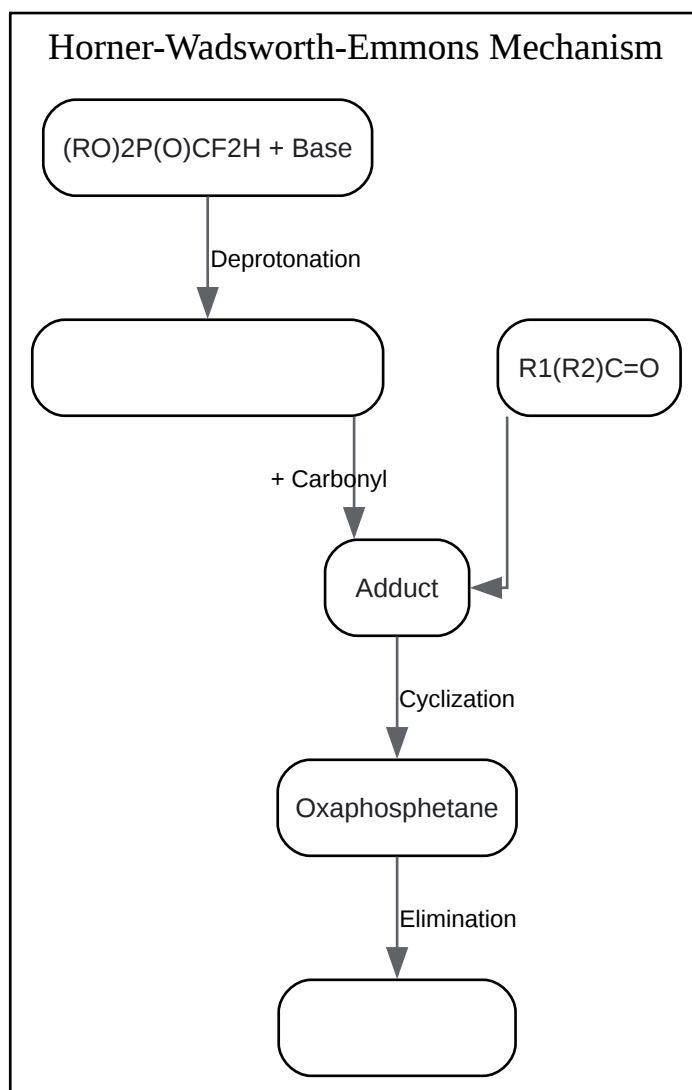 Horner-Wadsworth-Emmons Mechanism
(RO)2P(O)CF2H + Base
Deprotonation
R1(R2)C=O
+ Carbonyl
Adduct
Cyclization
Oxaphosphetane
Elimination